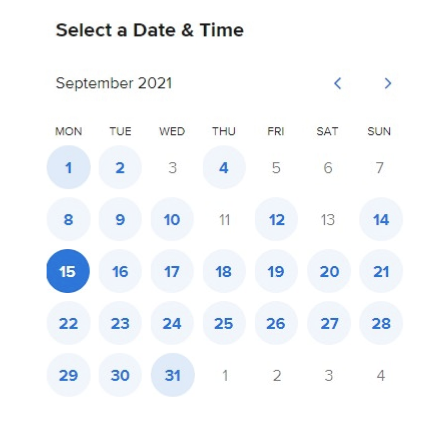 Select a Date & Time
September 2021
MON TUE WED THU FRI SAT SUN
1 2 3 4 5 6 7
8 9 10 11 12 13 14
15 16 17 18 19 20 21
22 23 24 25 26 27 28
29 30 31 1 2 3 4